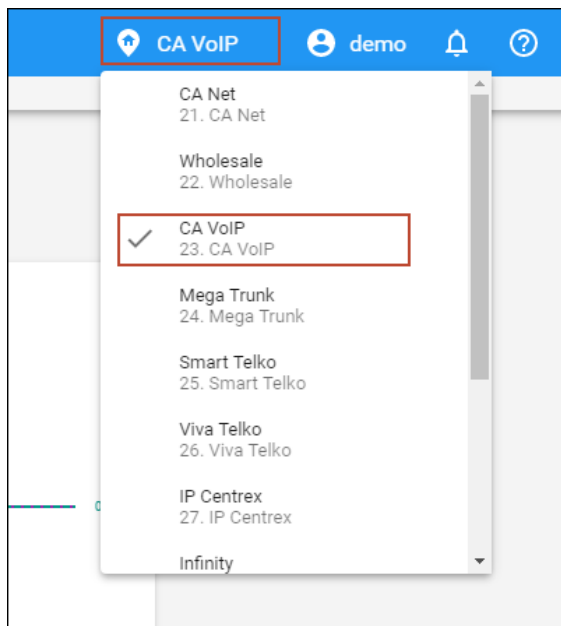 CA VoIP
demo
CA Net
21. CA Net
Wholesale
22. Wholesale
CA VoIP
23. CA VoIP
Mega Trunk
24. Mega Trunk
Smart Telko
25. Smart Telko
Viva Telko
26. Viva Telko
IP Centrex
27. IP Centrex
Infinity